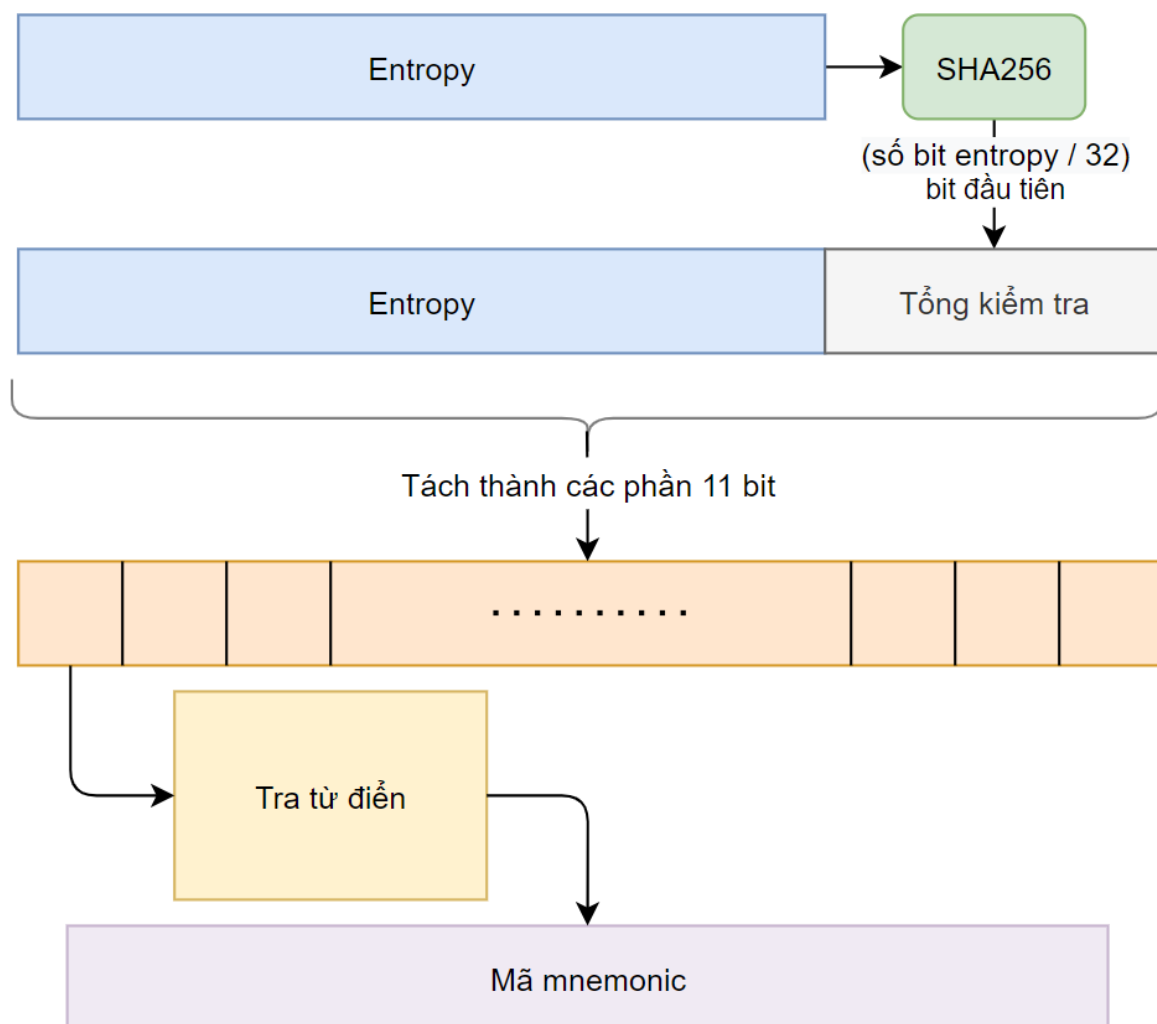 Entropy
SHA256
(số bit entropy / 32)
bit đầu tiên
Entropy
Tổng kiểm tra
Tách thành các phần 11 bit
..........
Tra từ điển
Mã mnemonic